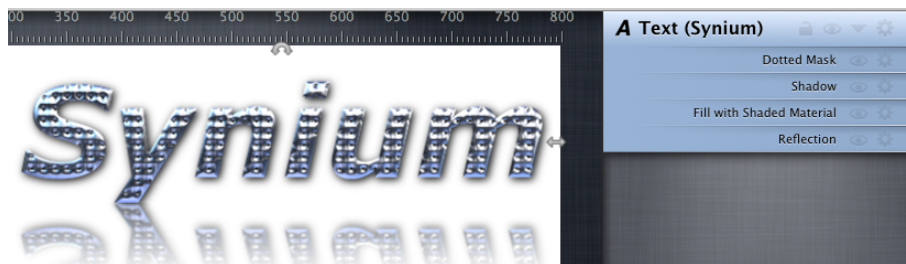 00 350 400 450 500 550 600 650 700 750 800
A Text (Synium)
Dotted Mask
Shadow
Fill with Shaded Material
Reflection
Synium